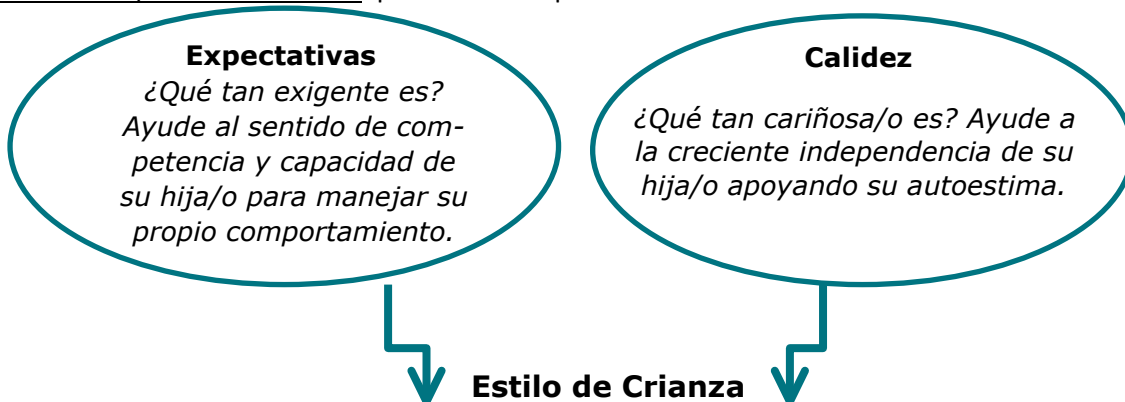 Expectativas
¿Qué tan exigente es?
Ayude al sentido de com-
petencia y capacidad de
su hija/o para manejar su
propio comportamiento.
Calidez
¿Qué tan cariñosa/o es? Ayude a
la creciente independencia de su
hija/o apoyando su autoestima.
Estilo de Crianza